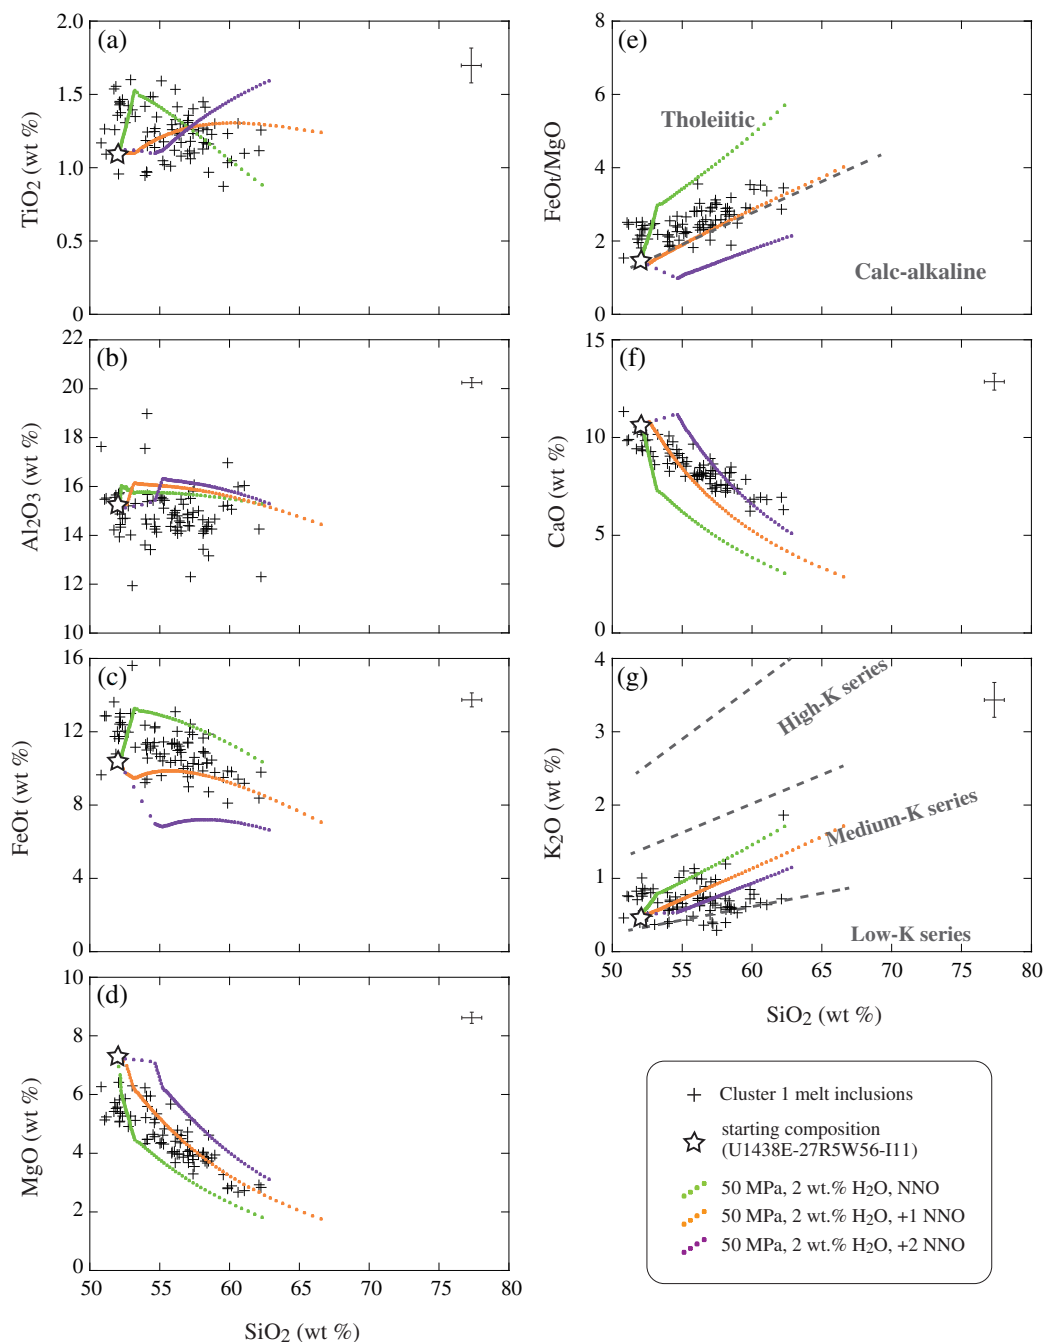 (a)
2.0
1.5
1.0
0.5
0
TiO2 (wt %)
(b)
22
20
18
16
14
12
10
Al2O3 (wt %)
(c)
16
12
8
4
0
FeOt (wt %)
(d)
10
8
6
4
2
0
MgO (wt %)
50 55 60 65 70 75 80
SiO2 (wt %)
(e)
8
6
4
2
0
FeOt/MgO
Tholeiitic
Calc-alkaline
(f)
15
10
5
0
CaO (wt %)
(g)
4
3
2
1
0
K2O (wt %)
High-K series
Medium-K series
Low-K series
50 55 60 65 70 75 80
SiO2 (wt %)
Cluster 1 melt inclusions
starting composition
(U1438E-27R5W56-I11)
50 MPa, 2 wt.% H2O, NNO
50 MPa, 2 wt.% H2O, +1 NNO
50 MPa, 2 wt.% H2O, +2 NNO